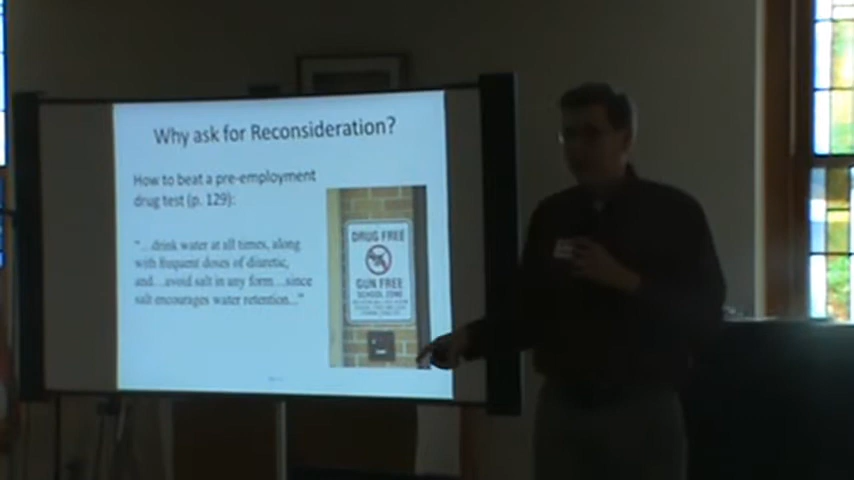 Why ask for Reconsideration?
How to beat a pre-employment
drug test (p. 129):
"...drink water at all times, along
with frequent doses of diuretic,
and...avoid salt in any form...since
salt encourages water retention..."
DRUG FREE
GUN FREE
SCHOOL ZONE